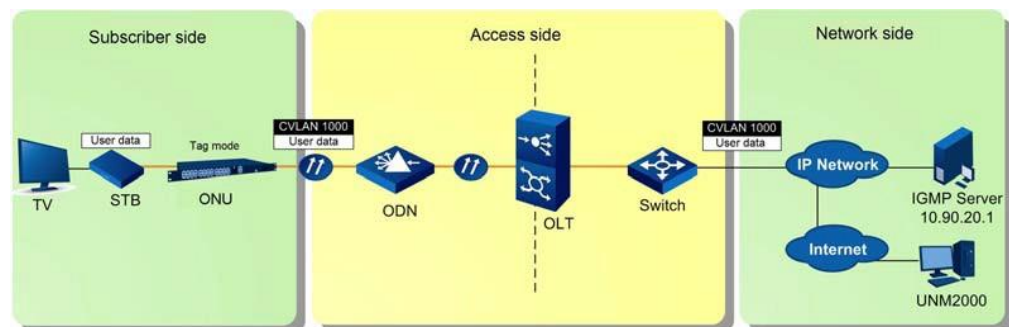 Subscriber side
Access side
Network side
CVLAN 1000
User data
User data
Tag mode
TV
STB
ONU
ODN
OLT
Switch
CVLAN 1000
User data
IP Network
IGMP Server
10.90.20.1
Internet
UNM2000